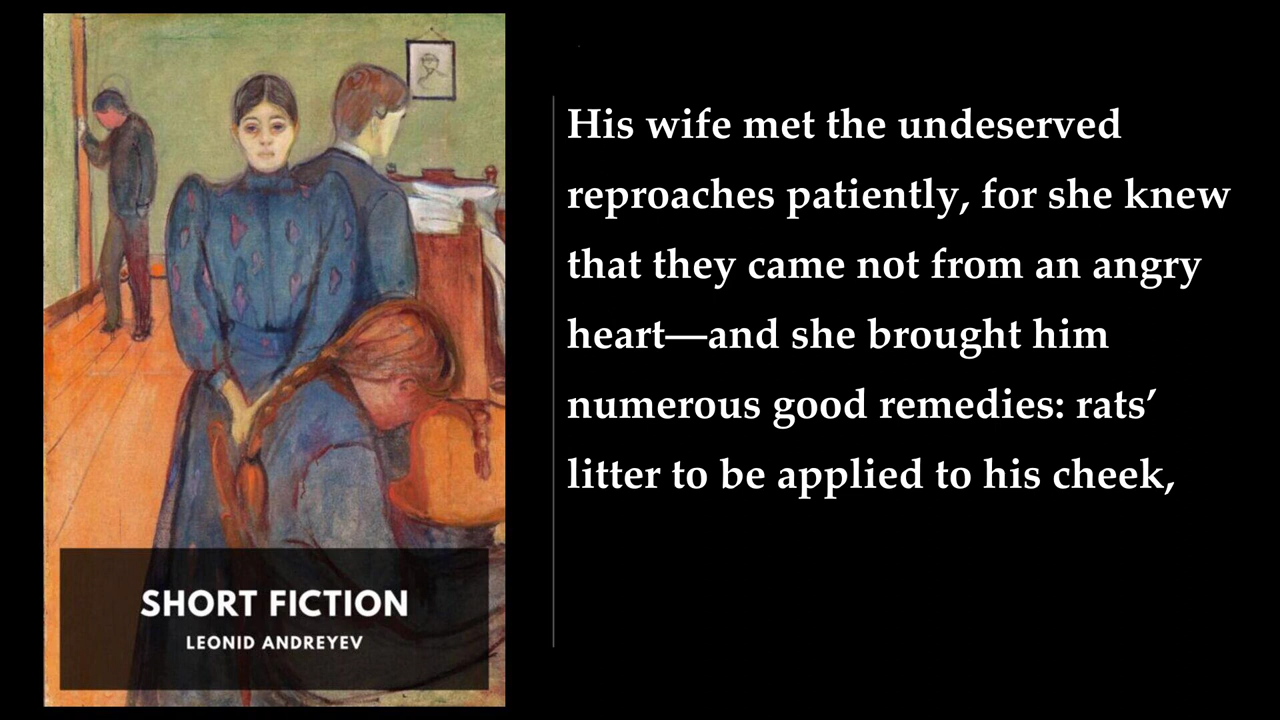 His wife met the undeserved
reproaches patiently, for she knew
that they came not from an angry
heart—and she brought him
numerous good remedies: rats’
litter to be applied to his cheek,
SHORT FICTION
LEONID ANDREYEV